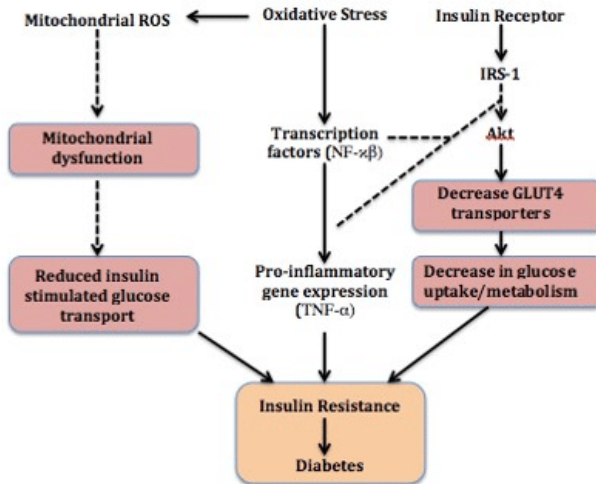 Mitochondrial ROS
Oxidative Stress
Insulin Receptor
IRS-1
Mitochondrial
dysfunction
Transcription
factors (NF-ϰβ)
Akt
Decrease GLUT4
transporters
Reduced insulin
stimulated glucose
transport
Pro-inflammatory
gene expression
(TNF-α)
Decrease in glucose
uptake/metabolism
Insulin Resistance
Diabetes